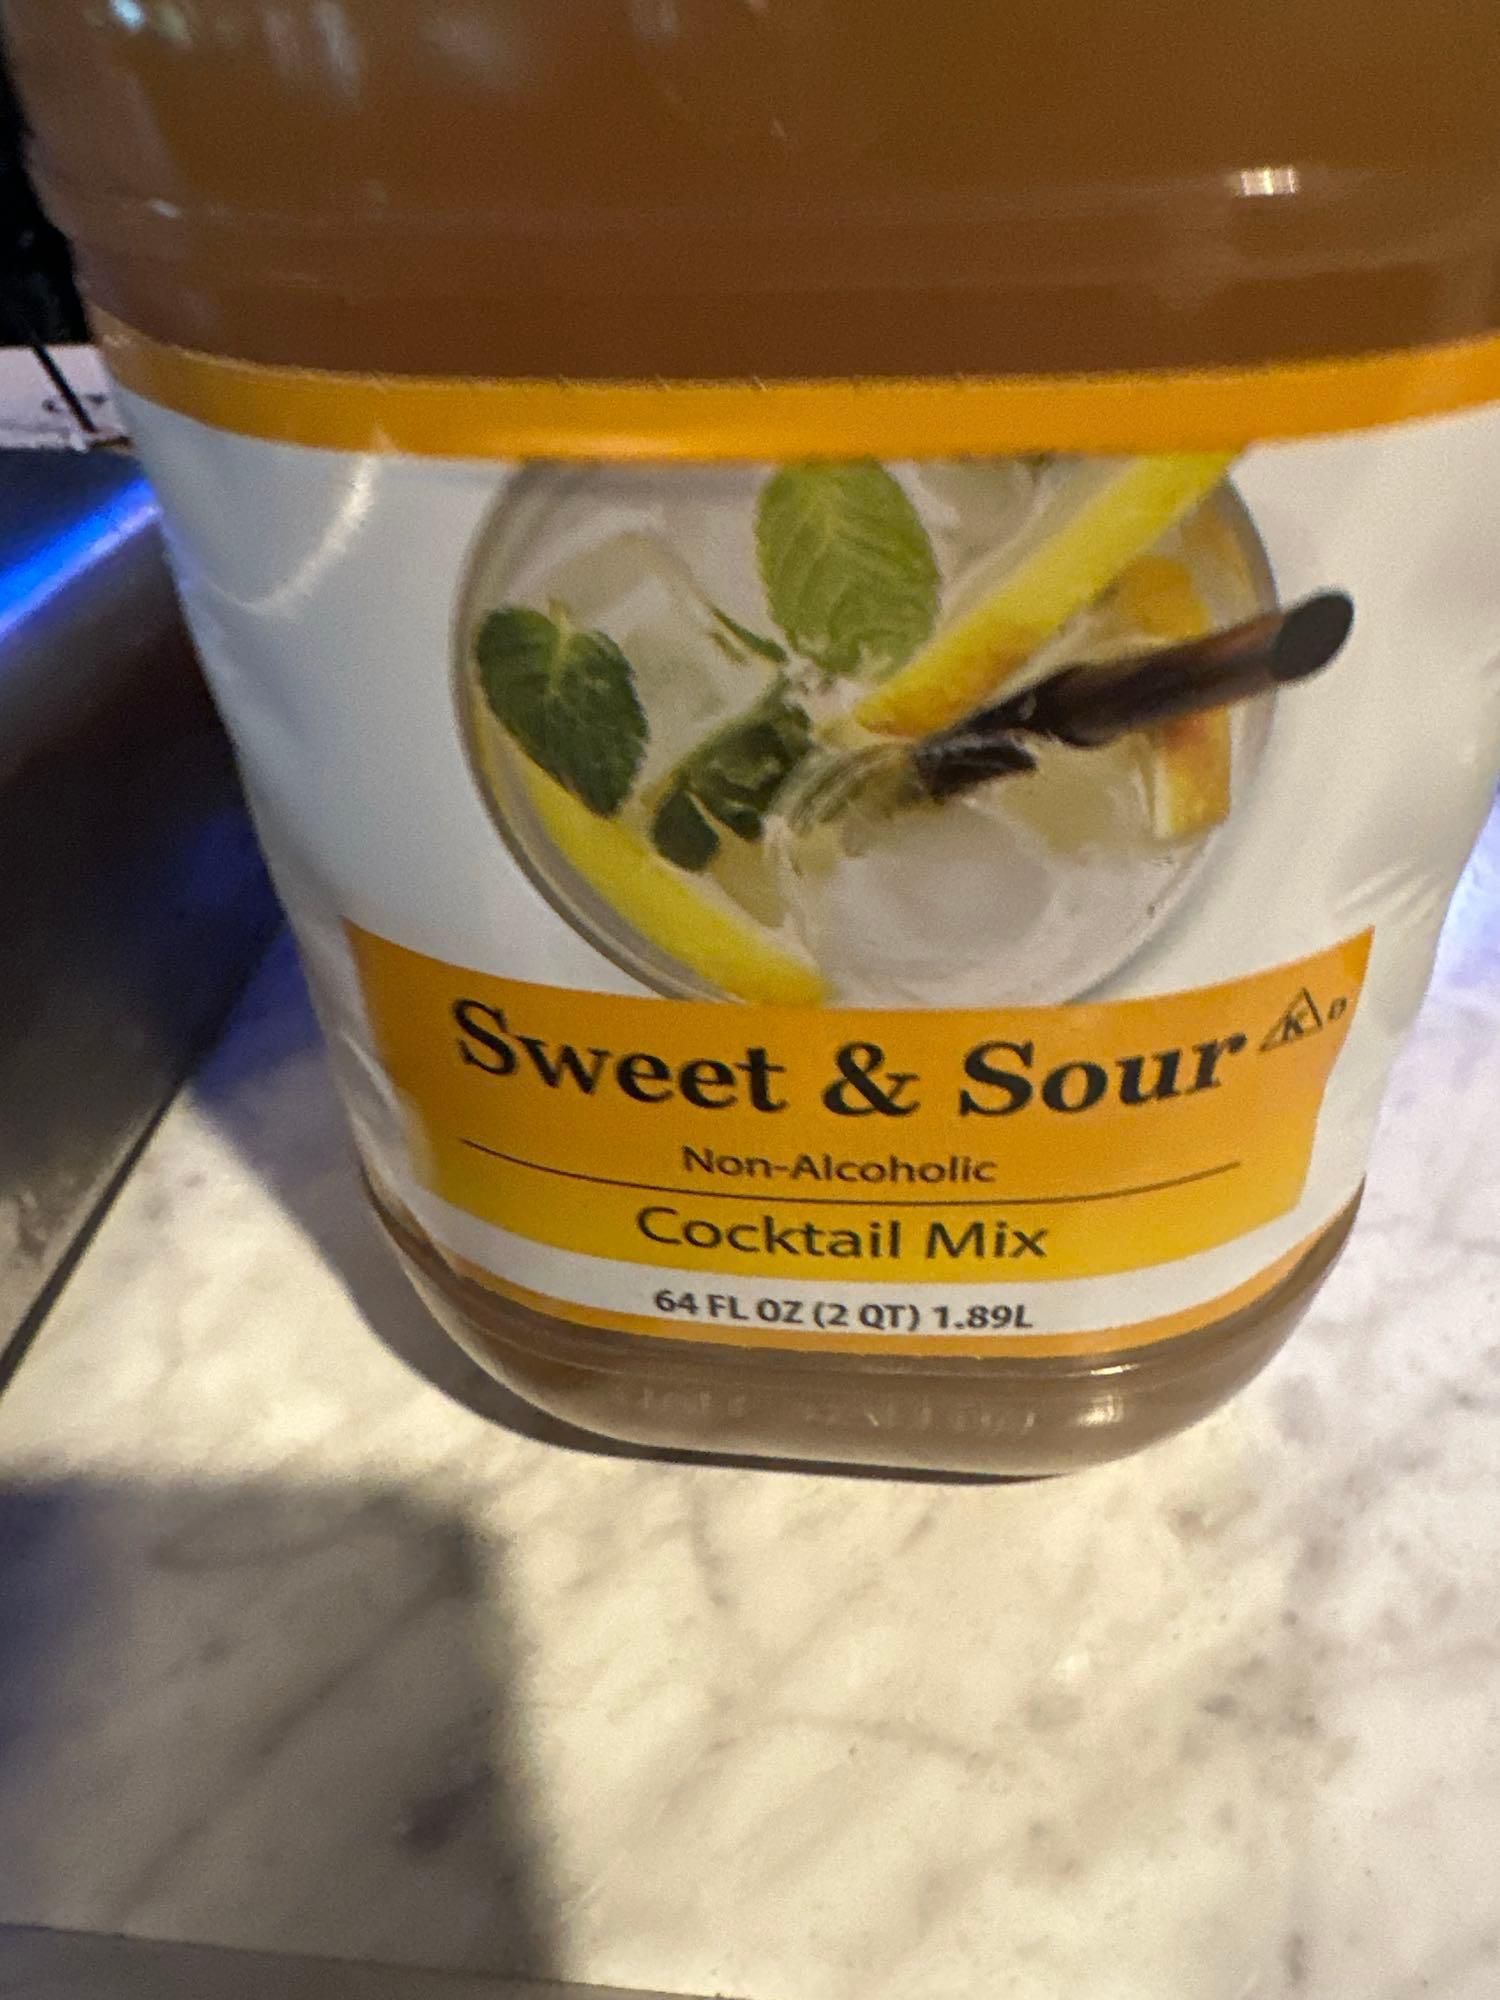 Sweet & Sour K D
Non-Alcoholic
Cocktail Mix
64 FL OZ (2 QT) 1.89L